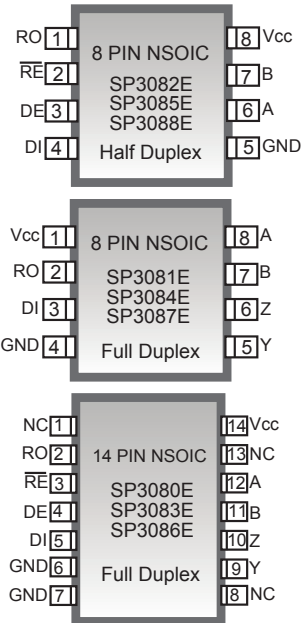 RO 1 8 Vcc
8 PIN NSOIC
RE 2 7 B
SP3082E
SP3085E
DE 3 6 A
SP3088E
DI 4 5 GND
Half Duplex
Vcc 1 8 A
8 PIN NSOIC
RO 2 7 B
SP3081E
SP3084E
DI 3 6 Z
SP3087E
GND 4 5 Y
Full Duplex
NC 1 14 Vcc
RO 2 13 NC
14 PIN NSOIC
RE 3 12 A
SP3080E
DE 4 11 B
SP3083E
SP3086E
DI 5 10 Z
GND 6 9 Y
Full Duplex
GND 7 8 NC